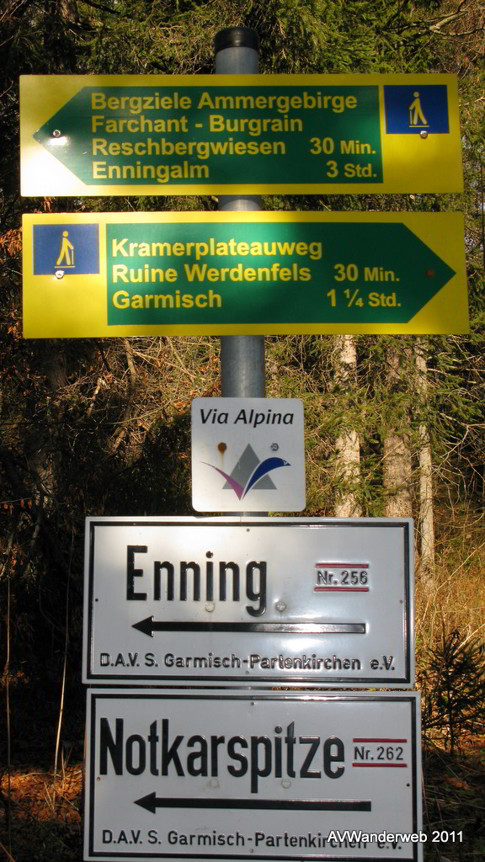 Bergziele Ammergebirge
Farchant - Burgrain
Reschbergwiesen 30 Min.
Enningalm 3 Std.
Kramerplateauweg
Ruine Werdenfels 30 Min.
Garmisch 1 ¼ Std.
Via Alpina
Enning Nr. 256
D.A.V. S. Garmisch-Partenkirchen e.V.
Notkarspitze Nr. 262
D.A.V. S. Garmisch-Partenkirchen e.V.
AVWanderweb 2011